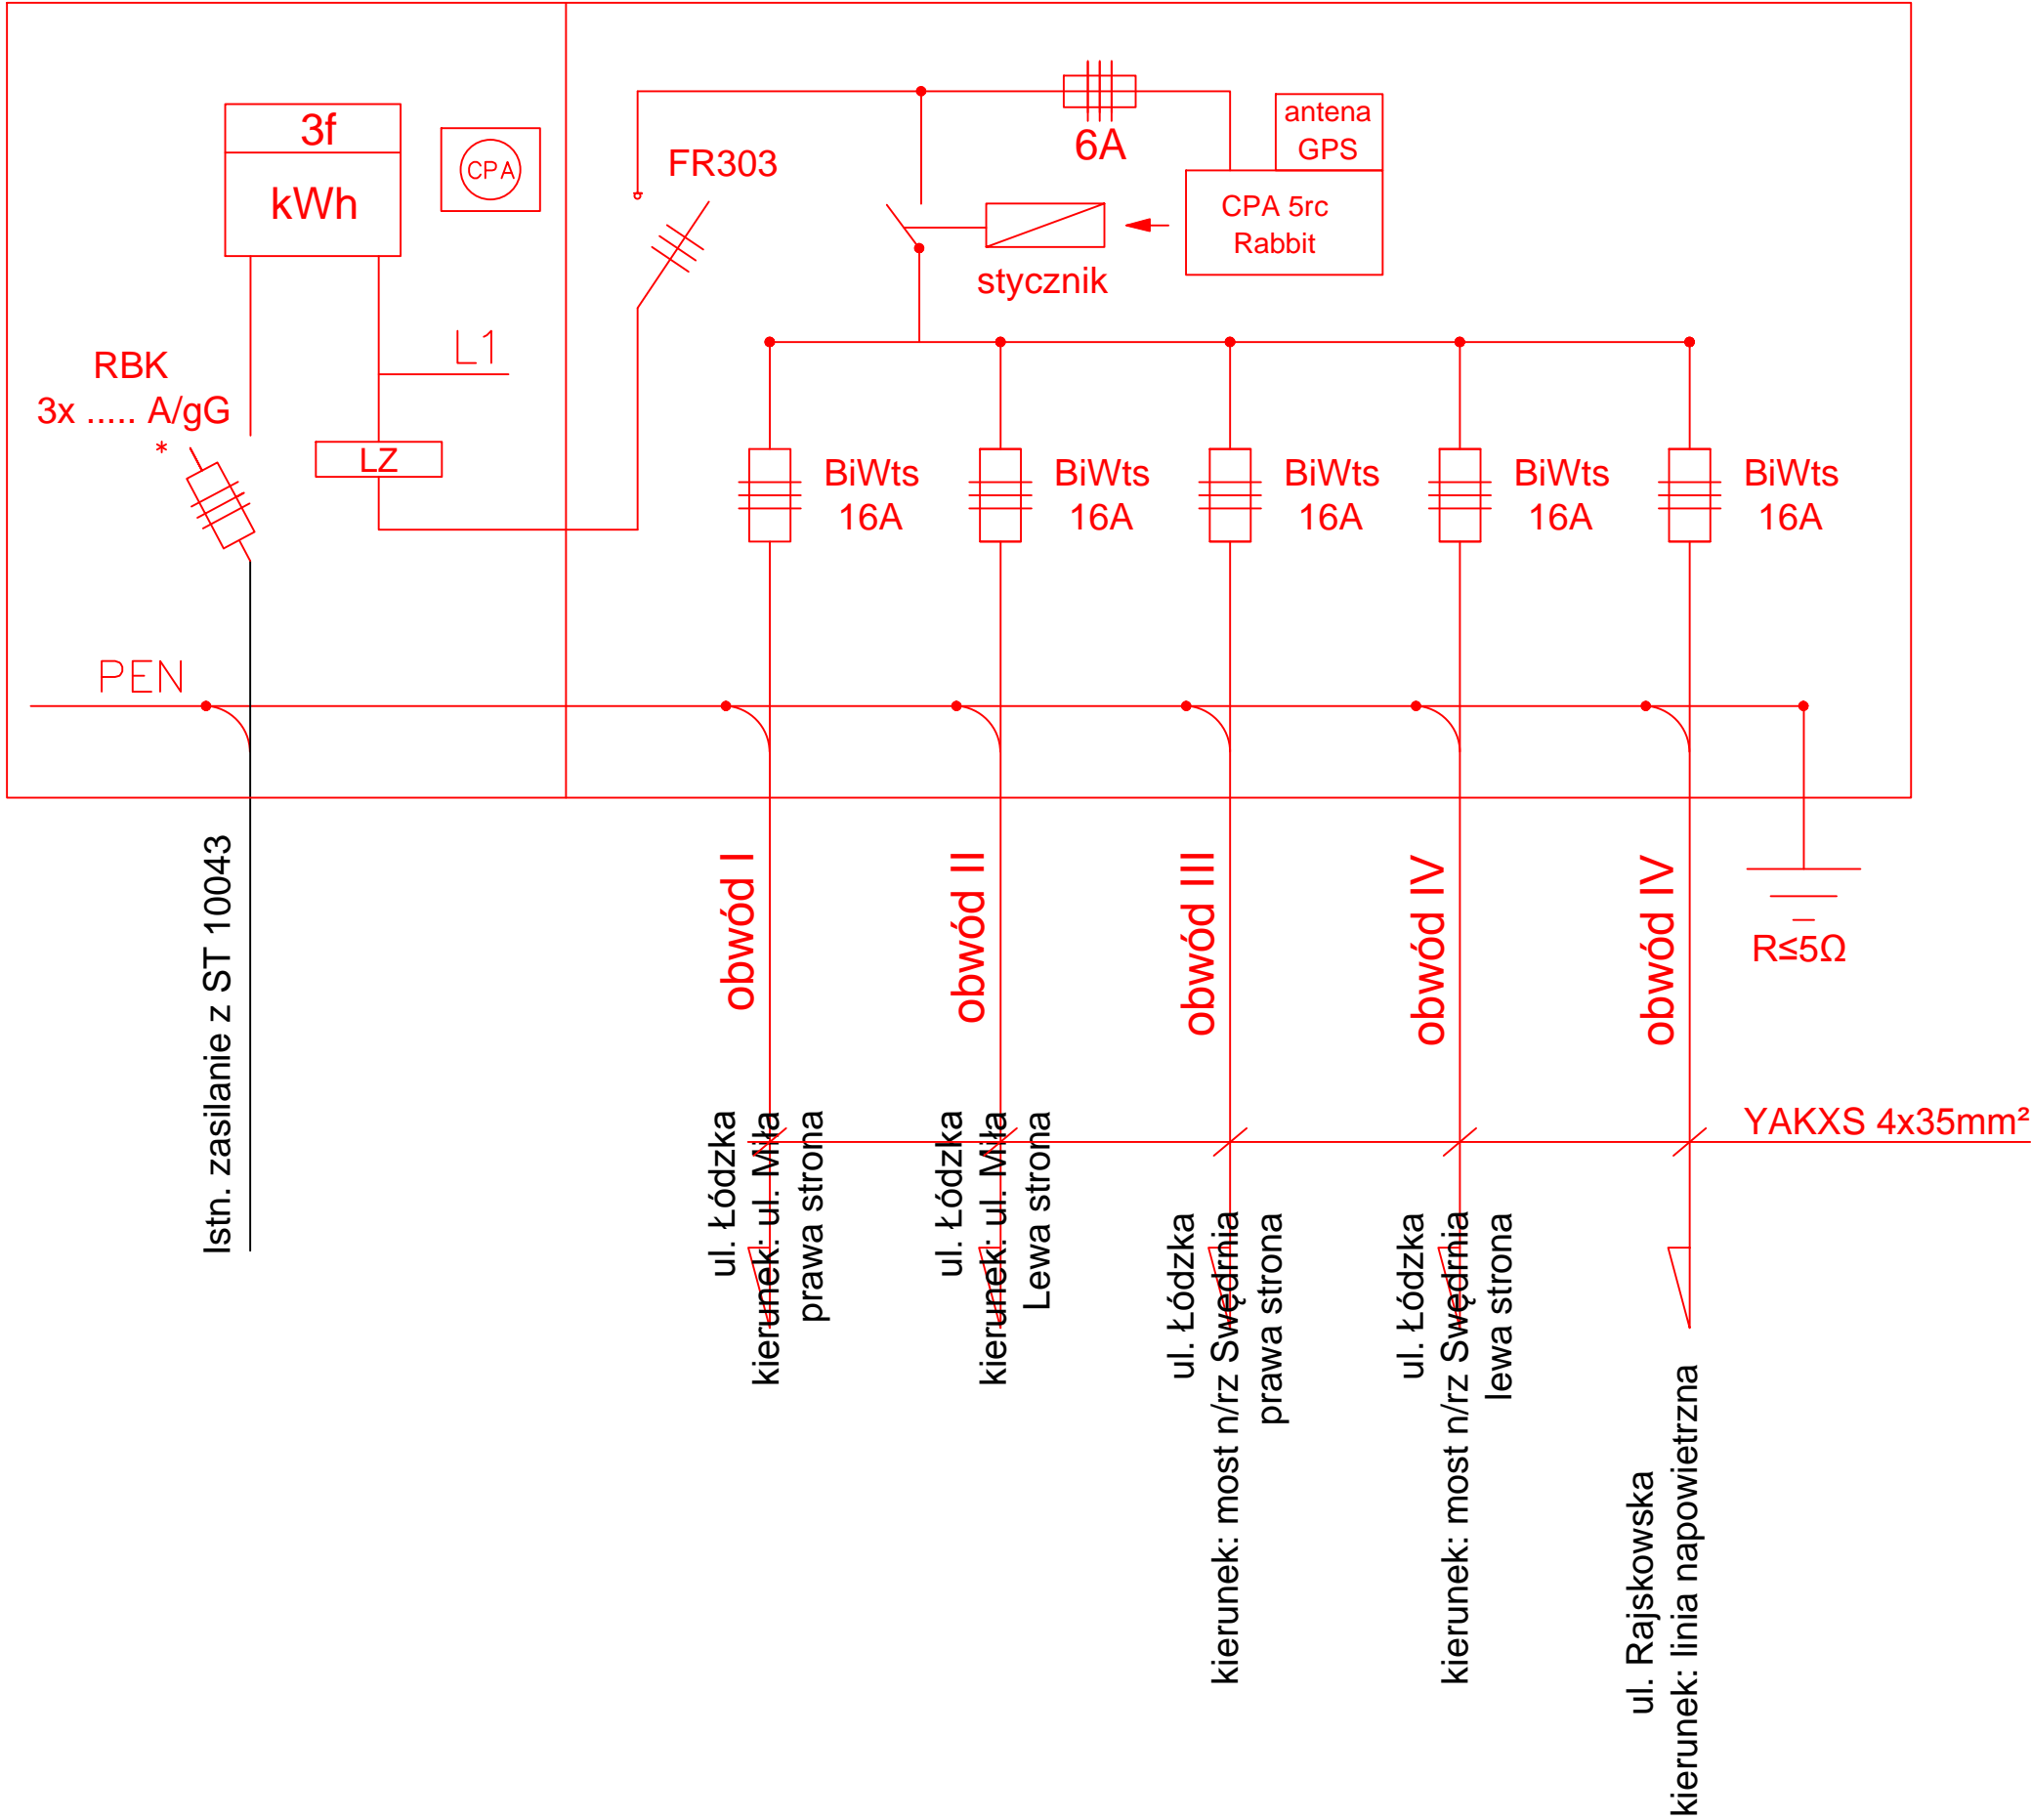 3f
kWh
CPA
RBK
3x ..... A/gG
*
L1
LZ
FR303
6A
antena
GPS
CPA 5rc
Rabbit
stycznik
BiWts
16A
BiWts
16A
BiWts
16A
BiWts
16A
BiWts
16A
PEN
Istn. zasilanie z ST 10043
obwód I
obwód II
obwód III
obwód IV
obwód IV
R≤5Ω
YAKXS 4x35mm²
ul. Łódzka
kierunek: ul. Miła
prawa strona
ul. Łódzka
kierunek: ul. Miła
Lewa strona
ul. Łódzka
kierunek: most n/rz Swędrnia
prawa strona
ul. Łódzka
kierunek: most n/rz Swędrnia
lewa strona
ul. Rajskowska
kierunek: linia napowietrzna